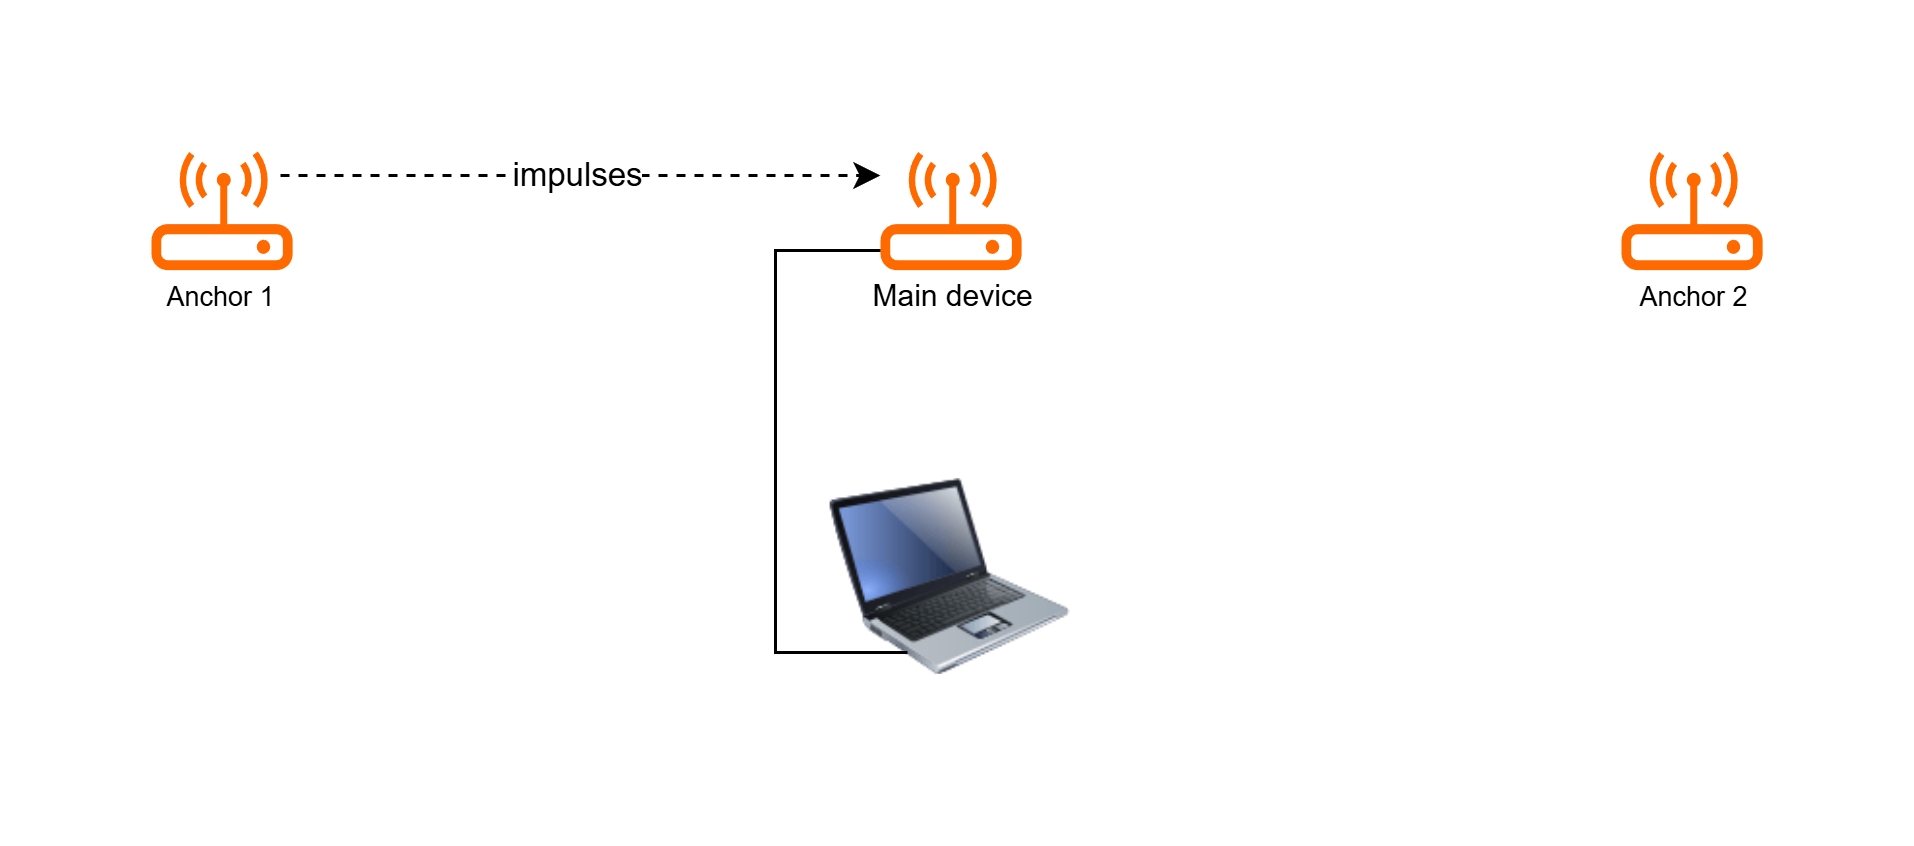 impulses
Anchor 1
Main device
Anchor 2